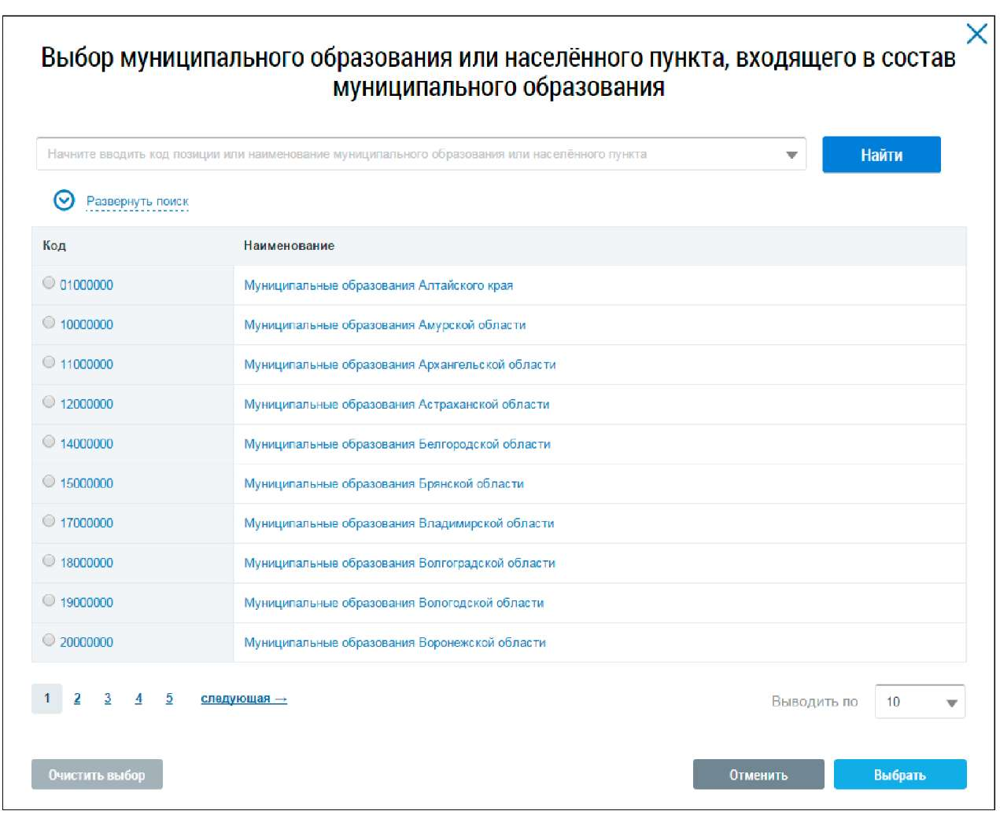 Выбор муниципального образования или населённого пункта, входящего в состав
муниципального образования
Начните вводить код позиции или наименование муниципального образования или населённого пункта
Найти
Развернуть поиск
Код Наименование
01000000 Муниципальные образования Алтайского края
10000000 Муниципальные образования Амурской области
11000000 Муниципальные образования Архангельской области
12000000 Муниципальные образования Астраханской области
14000000 Муниципальные образования Белгородской области
15000000 Муниципальные образования Брянской области
17000000 Муниципальные образования Владимирской области
18000000 Муниципальные образования Волгоградской области
19000000 Муниципальные образования Вологодской области
20000000 Муниципальные образования Воронежской области
1 2 3 4 5 следующая →
Выводить по 10
Очистить выбор Отменить Выбрать